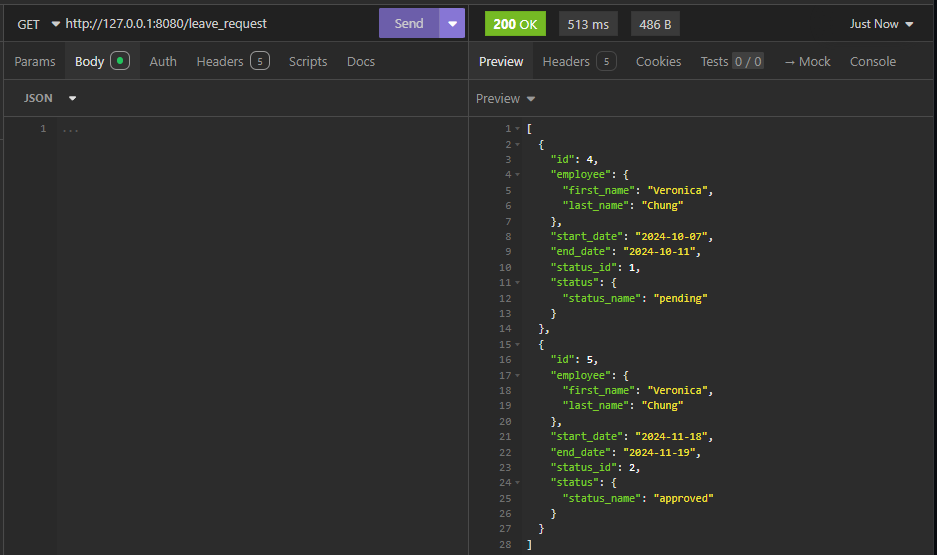 GET http://127.0.0.1:8080/leave_request Send 200 OK 513 ms 486 B Just Now
Params Body Auth Headers 5 Scripts Docs
Preview Headers 5 Cookies Tests 0 / 0 → Mock Console
JSON
Preview
1 ...
1 [
2 {
3 "id": 4,
4 "employee": {
5 "first_name": "Veronica",
6 "last_name": "Chung"
7 },
8 "start_date": "2024-10-07",
9 "end_date": "2024-10-11",
10 "status_id": 1,
11 "status": {
12 "status_name": "pending"
13 }
14 },
15 {
16 "id": 5,
17 "employee": {
18 "first_name": "Veronica",
19 "last_name": "Chung"
20 },
21 "start_date": "2024-11-18",
22 "end_date": "2024-11-19",
23 "status_id": 2,
24 "status": {
25 "status_name": "approved"
26 }
27 }
28 ]